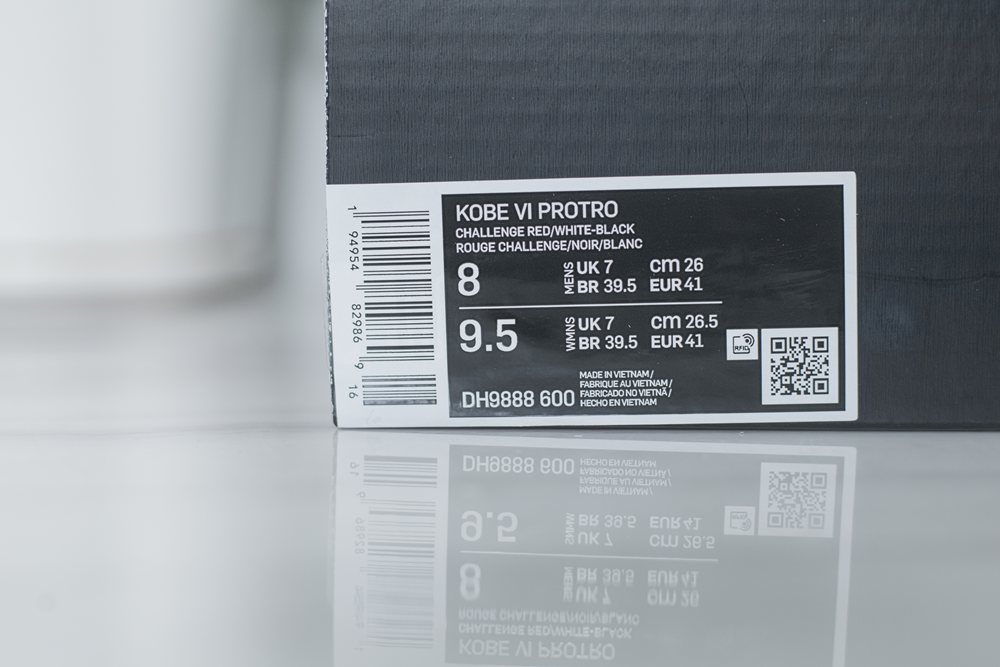 1 94954 82986 9 16
KOBE VI PROTRO
CHALLENGE RED/WHITE-BLACK
ROUGE CHALLENGE/NOIR/BLANC
8 MENS UK 7 cm 26
BR 39.5 EUR 41
9.5 WMNS UK 7 cm 26.5
BR 39.5 EUR 41
RFID
DH9888 600
MADE IN VIETNAM /
FABRIQUE AU VIETNAM /
FABRICADO NO VIETNÃ /
HECHO EN VIETNAM